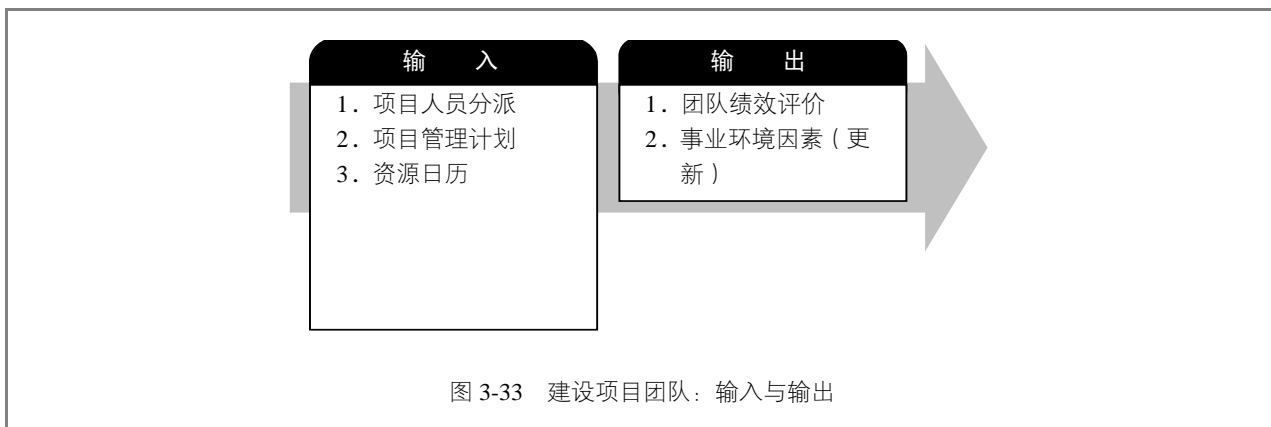 输 入
1. 项目人员分派
2. 项目管理计划
3. 资源日历
输 出
1. 团队绩效评价
2. 事业环境因素（更
新）
图 3-33 建设项目团队：输入与输出